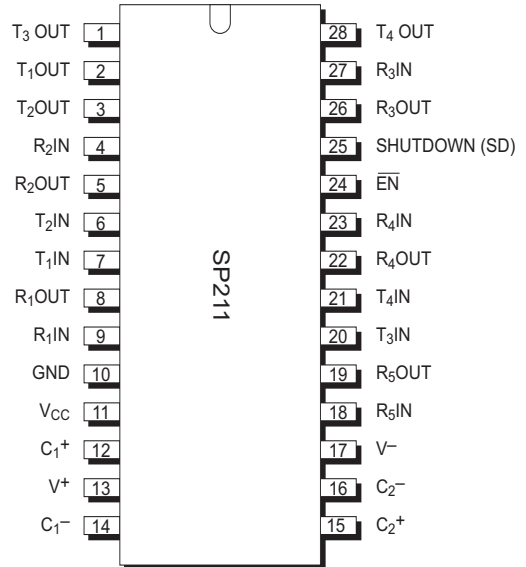 T₃ OUT 1 28 T₄ OUT
T₁OUT 2 27 R₃IN
T₂OUT 3 26 R₃OUT
R₂IN 4 25 SHUTDOWN (SD)
R₂OUT 5 24 E̅N̅
T₂IN 6 23 R₄IN
T₁IN 7 22 R₄OUT
R₁OUT 8 21 T₄IN
R₁IN 9 20 T₃IN
GND 10 19 R₅OUT
V_CC 11 18 R₅IN
C₁⁺ 12 17 V⁻
V⁺ 13 16 C₂⁻
C₁⁻ 14 15 C₂⁺
SP211